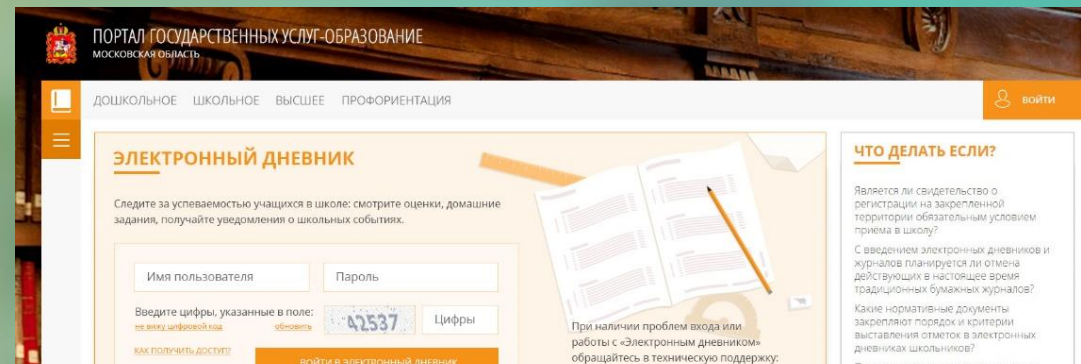 ПОРТАЛ ГОСУДАРСТВЕННЫХ УСЛУГ-ОБРАЗОВАНИЕ
МОСКОВСКАЯ ОБЛАСТЬ
ДОШКОЛЬНОЕ ШКОЛЬНОЕ ВЫСШЕЕ ПРОФОРИЕНТАЦИЯ
ВОЙТИ
ЭЛЕКТРОННЫЙ ДНЕВНИК
Следите за успеваемостью учащихся в школе: смотрите оценки, домашние
задания, получайте уведомления о школьных событиях.
Имя пользователя
Пароль
Введите цифры, указанные в поле:
не вижу цифровой код
обновить
42537
Цифры
КАК ПОЛУЧИТЬ ДОСТУП?
ВОЙТИ В ЭЛЕКТРОННЫЙ ДНЕВНИК
При наличии проблем входа или
работы с «Электронным дневником»
обращайтесь в техническую поддержку:
ЧТО ДЕЛАТЬ ЕСЛИ?
Является ли свидетельство о
регистрации на закрепленной
территории обязательным условием
приёма в школу?
С введением электронных дневников и
журналов планируется ли отмена
действующих в настоящее время
традиционных бумажных журналов?
Какие нормативные документы
закрепляют порядок и критерии
выставления отметок в электронных
дневниках школьников?